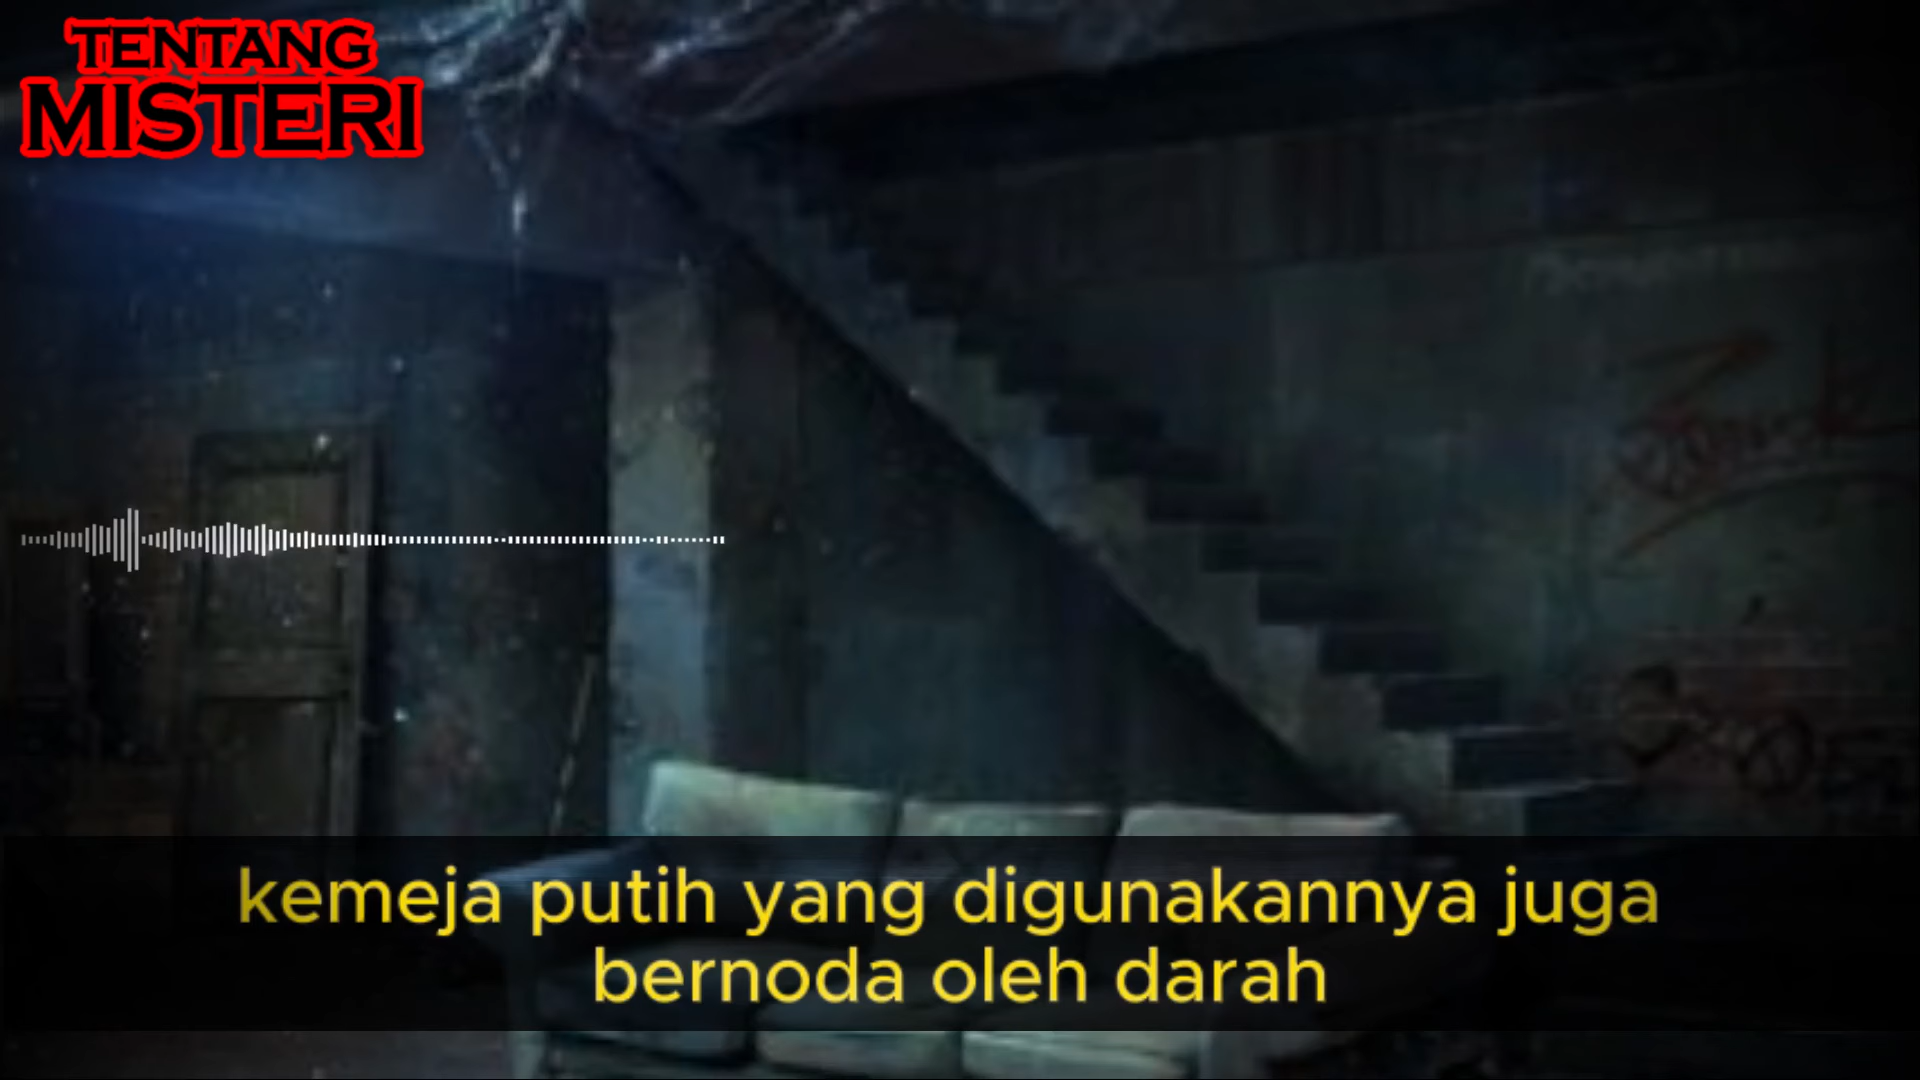 TENTANG
MISTERI
kemeja putih yang digunakannya juga
bernoda oleh darah